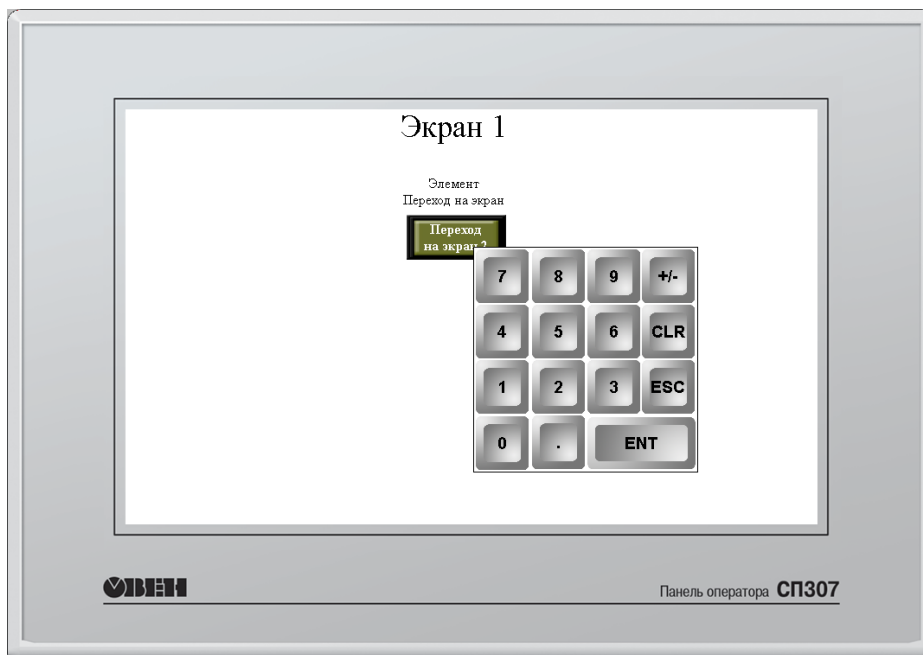 Экран 1
Элемент
Переход на экран
Переход
на экран 2
7 8 9 +/-
4 5 6 CLR
1 2 3 ESC
0 . ENT
ОВЕН
Панель оператора СП307